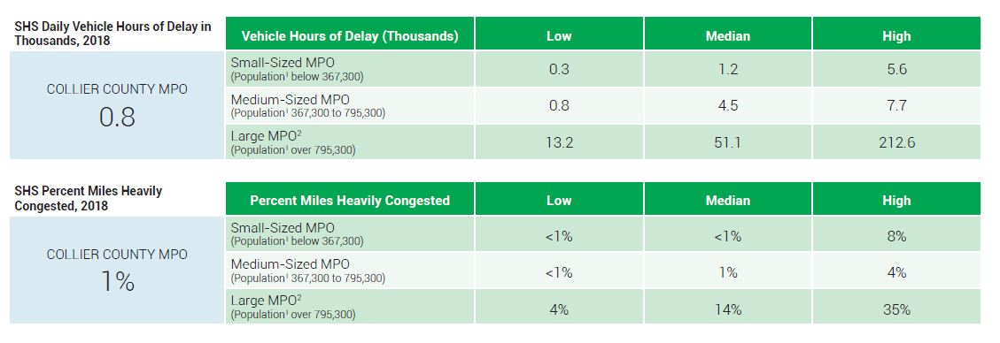 SHS Daily Vehicle Hours of Delay in
Thousands, 2018
COLLIER COUNTY MPO
0.8
Vehicle Hours of Delay (Thousands) Low Median High
Small-Sized MPO
(Population¹ below 367,300)
0.3 1.2 5.6
Medium-Sized MPO
(Population¹ 367,300 to 795,300)
0.8 4.5 7.7
Large MPO²
(Population¹ over 795,300)
13.2 51.1 212.6
SHS Percent Miles Heavily
Congested, 2018
COLLIER COUNTY MPO
1%
Percent Miles Heavily Congested Low Median High
Small-Sized MPO
(Population¹ below 367,300)
<1% <1% 8%
Medium-Sized MPO
(Population¹ 367,300 to 795,300)
<1% 1% 4%
Large MPO²
(Population¹ over 795,300)
4% 14% 35%